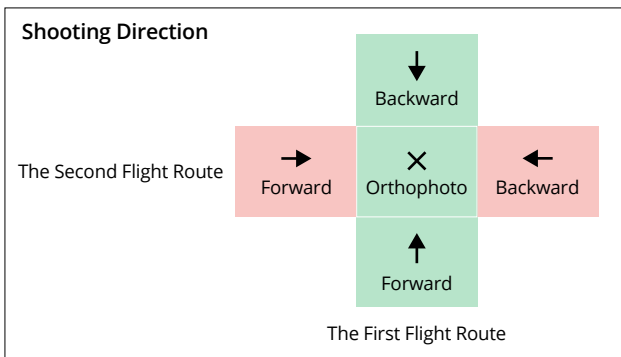 Shooting Direction
Backward
The Second Flight Route
Forward
Orthophoto
Backward
Forward
The First Flight Route